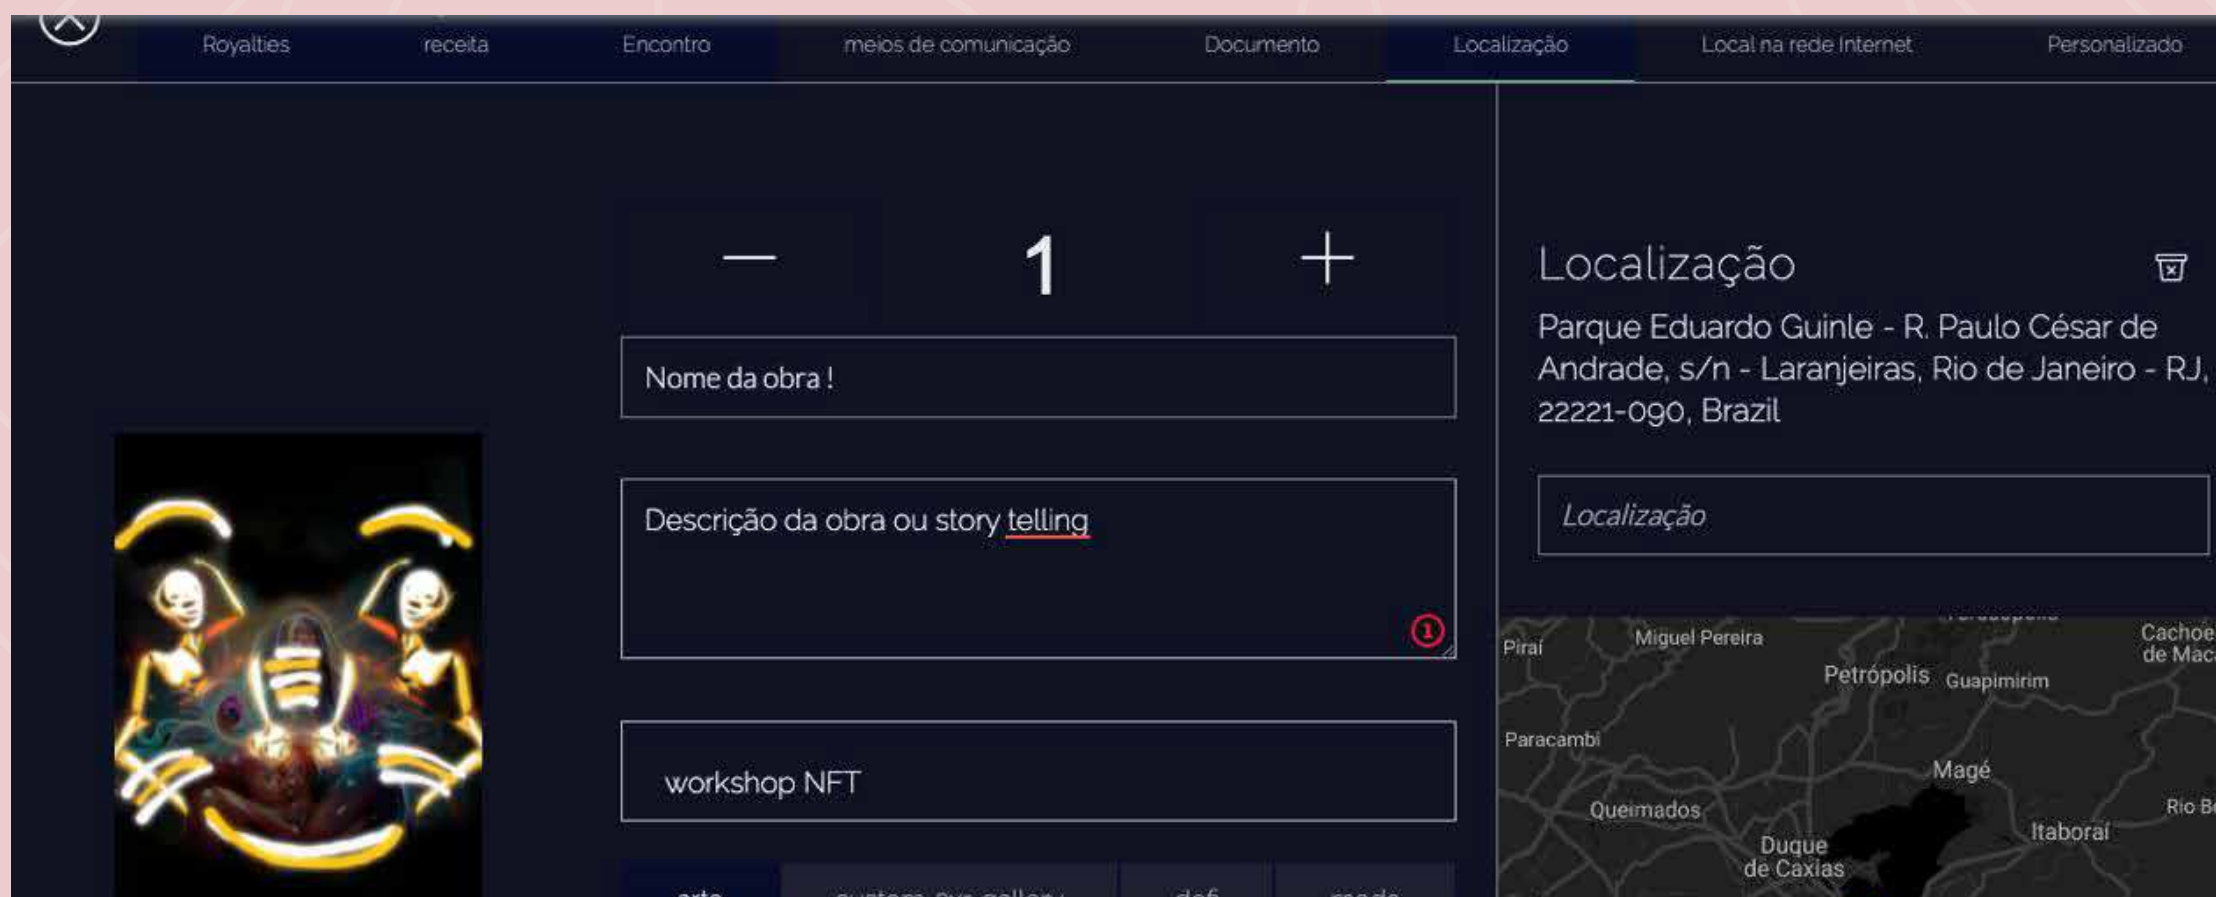 Royalties
receita
Encontro
meios de comunicação
Documento
Localização
Local na rede Internet
Personalizado
1
Nome da obra !
Descrição da obra ou story telling
1
workshop NFT
arte
Localização
Parque Eduardo Guinle - R. Paulo César de
Andrade, s/n - Laranjeiras, Rio de Janeiro - RJ,
22221-090, Brazil
Localização
Piraí
Miguel Pereira
Petrópolis
Guapimirim
Paracambi
Magé
Queimados
Itaboraí
Duque
de Caxias